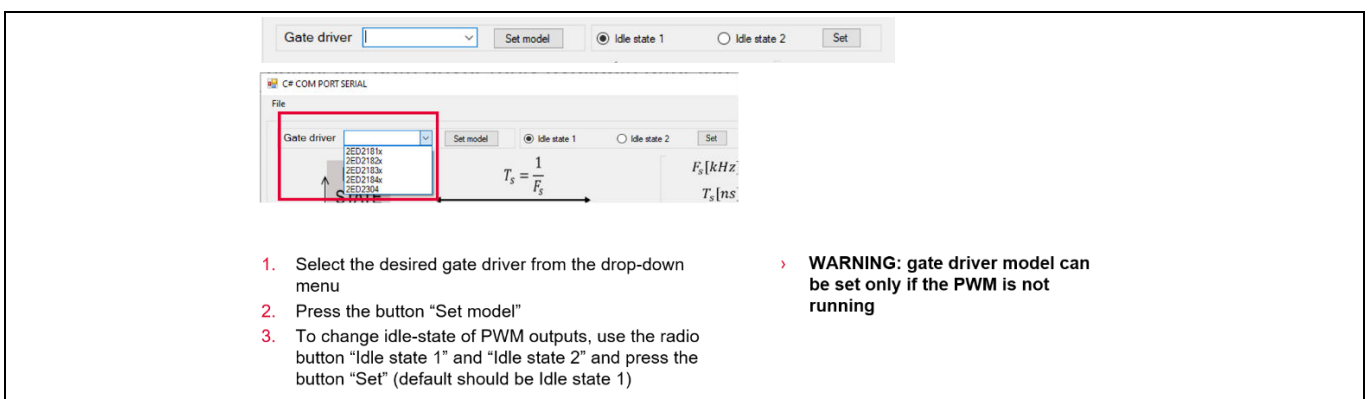 Gate driver Set model Idle state 1 Idle state 2 Set
C# COM PORT SERIAL
File
Gate driver Set model Idle state 1 Idle state 2 Set
2ED2181x
2ED2182x
2ED2183x
2ED2184x
2ED2304
STATE
T_s = 1/F_s
F_s[kHz]
T_s[ns]
1. Select the desired gate driver from the drop-down
menu
2. Press the button “Set model”
3. To change idle-state of PWM outputs, use the radio
button “Idle state 1” and “Idle state 2” and press the
button “Set” (default should be Idle state 1)
› WARNING: gate driver model can
be set only if the PWM is not
running